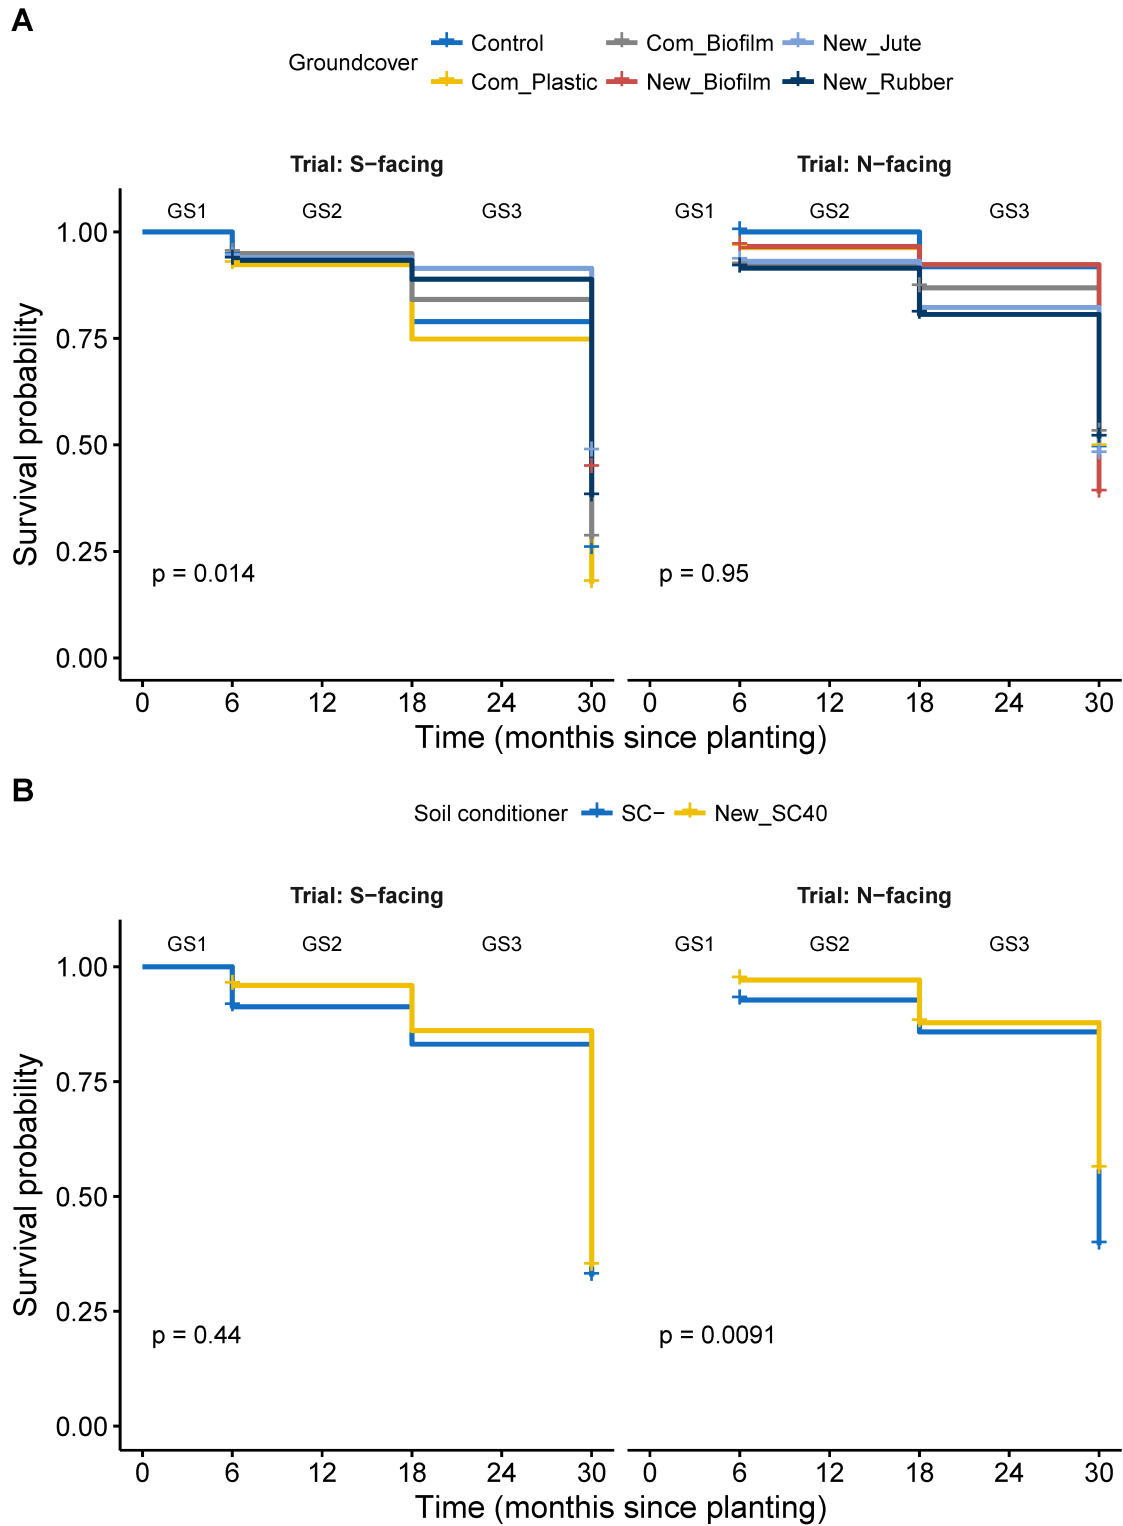 A
Groundcover
Control
Com_Biofilm
New_Jute
Com_Plastic
New_Biofilm
New_Rubber
Trial: S−facing
Trial: N−facing
GS1 GS2 GS3
GS1 GS2 GS3
1.00
0.75
0.50
0.25
0.00
Survival probability
p = 0.014
p = 0.95
0 6 12 18 24 30
0 6 12 18 24 30
Time (monthis since planting)
B
Soil conditioner SC− New_SC40
Trial: S−facing
Trial: N−facing
GS1 GS2 GS3
GS1 GS2 GS3
1.00
0.75
0.50
0.25
0.00
Survival probability
p = 0.44
p = 0.0091
0 6 12 18 24 30
0 6 12 18 24 30
Time (monthis since planting)